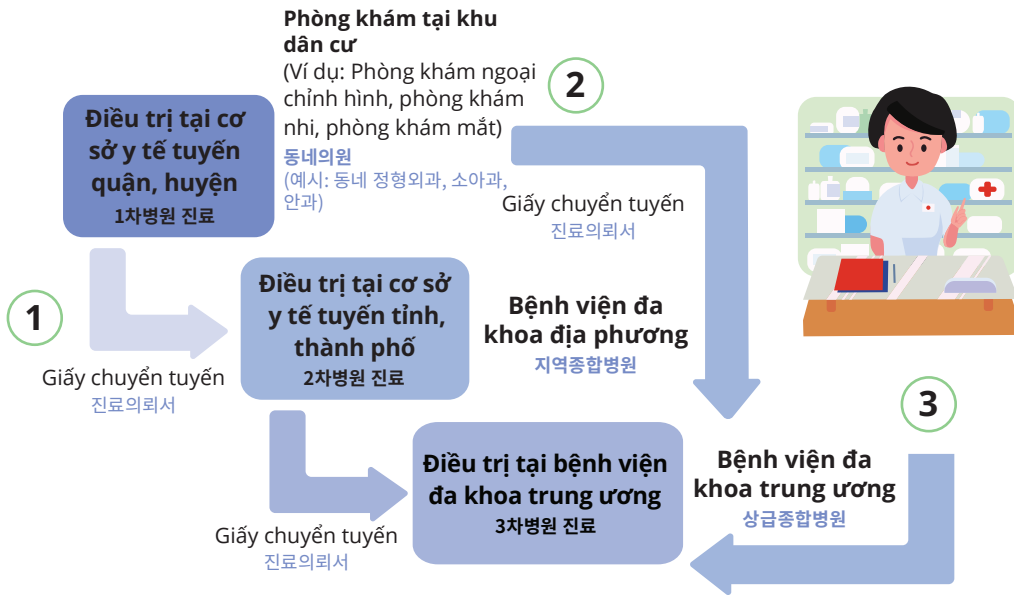 Phòng khám tại khu
dân cư
(Ví dụ: Phòng khám ngoại
chỉnh hình, phòng khám
nhi, phòng khám mắt)
동네의원
(예시: 동네 정형외과, 소아과,
안과)
2
Điều trị tại cơ
sở y tế tuyến
quận, huyện
1차병원 진료
Giấy chuyển tuyến
진료의뢰서
1
Giấy chuyển tuyến
진료의뢰서
Điều trị tại cơ sở
y tế tuyến tỉnh,
thành phố
2차병원 진료
Bệnh viện đa
khoa địa phương
지역종합병원
3
Giấy chuyển tuyến
진료의뢰서
Điều trị tại bệnh viện
đa khoa trung ương
3차병원 진료
Bệnh viện đa
khoa trung ương
상급종합병원